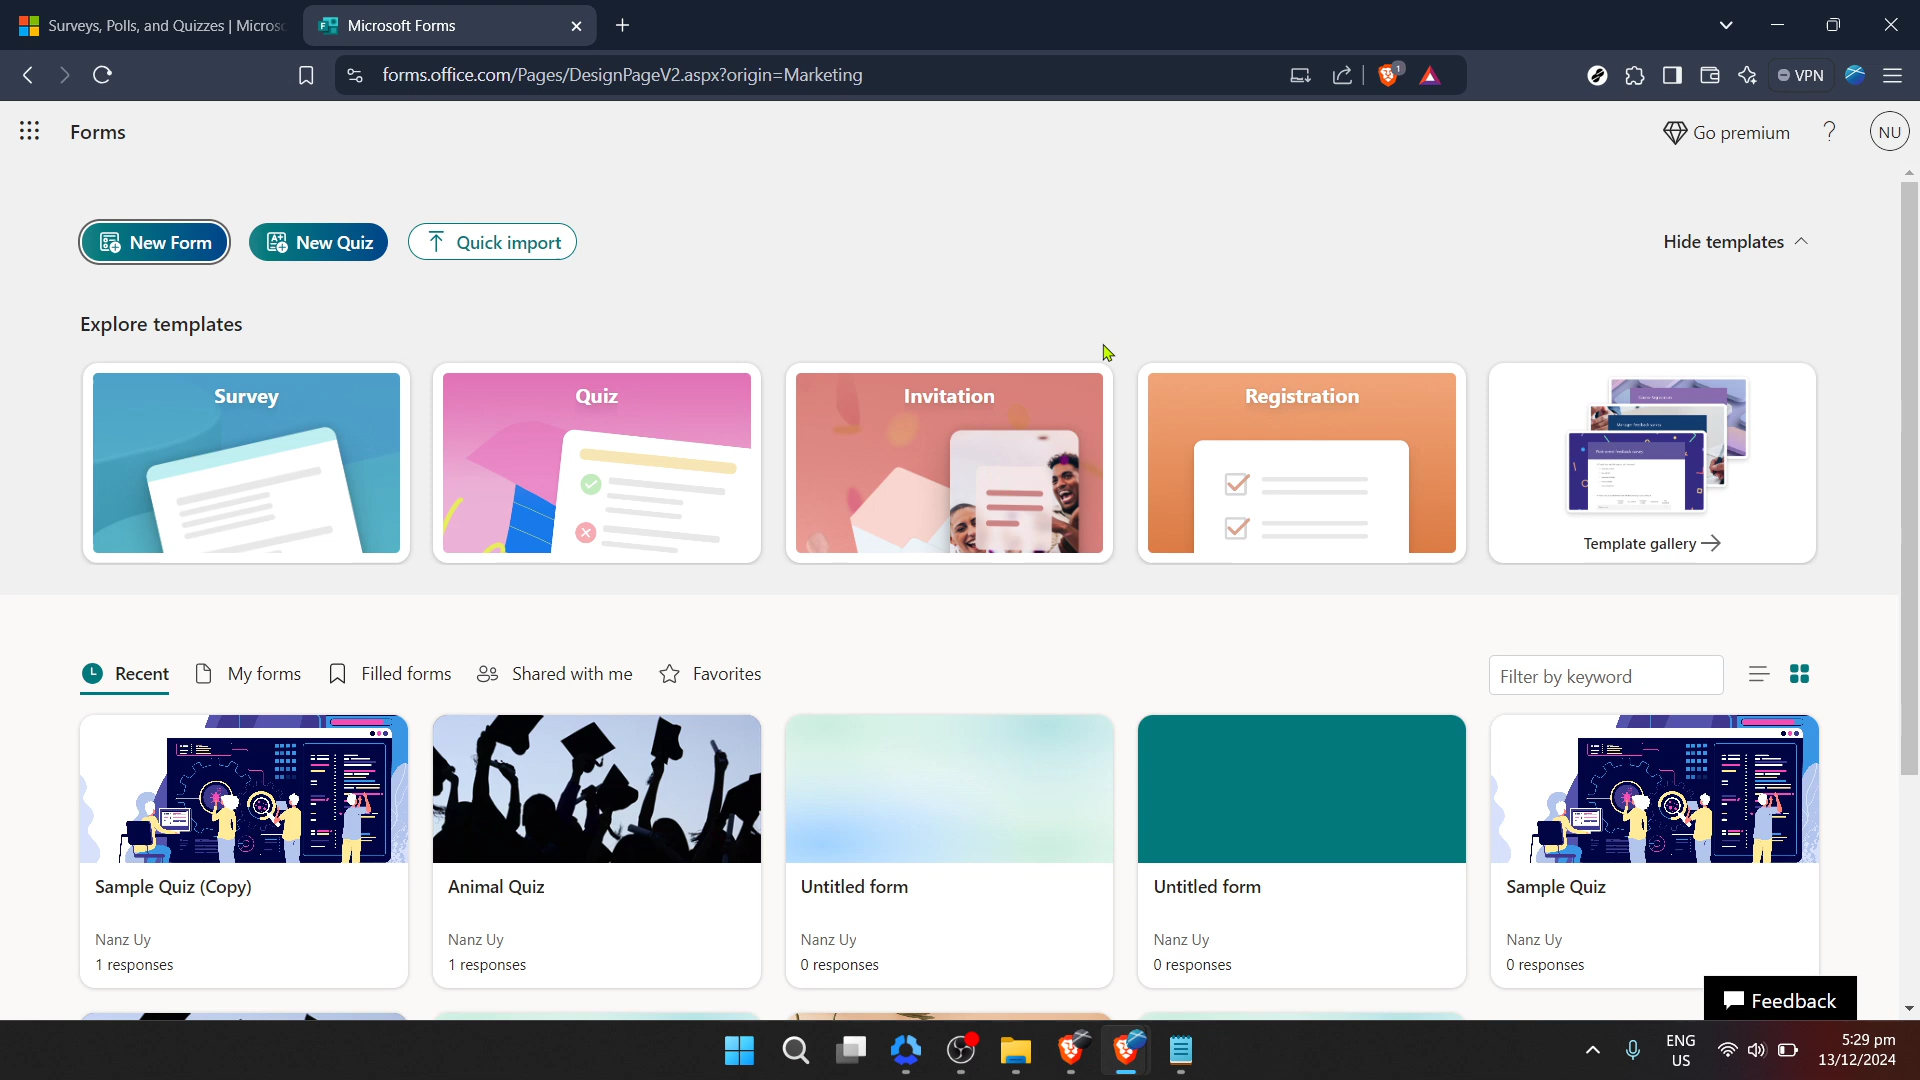 Surveys, Polls, and Quizzes | Micros
Microsoft Forms
forms.office.com/Pages/DesignPageV2.aspx?origin=Marketing
1
VPN
Forms
Go premium
?
NU
New Form
New Quiz
Quick import
Hide templates
Explore templates
Survey
Quiz
Invitation
Registration
Template gallery
Recent
My forms
Filled forms
Shared with me
Favorites
Filter by keyword
Sample Quiz (Copy)
Nanz Uy
1 responses
Animal Quiz
Nanz Uy
1 responses
Untitled form
Nanz Uy
0 responses
Untitled form
Nanz Uy
0 responses
Sample Quiz
Nanz Uy
0 responses
Feedback
ENG
US
5:29 pm
13/12/2024